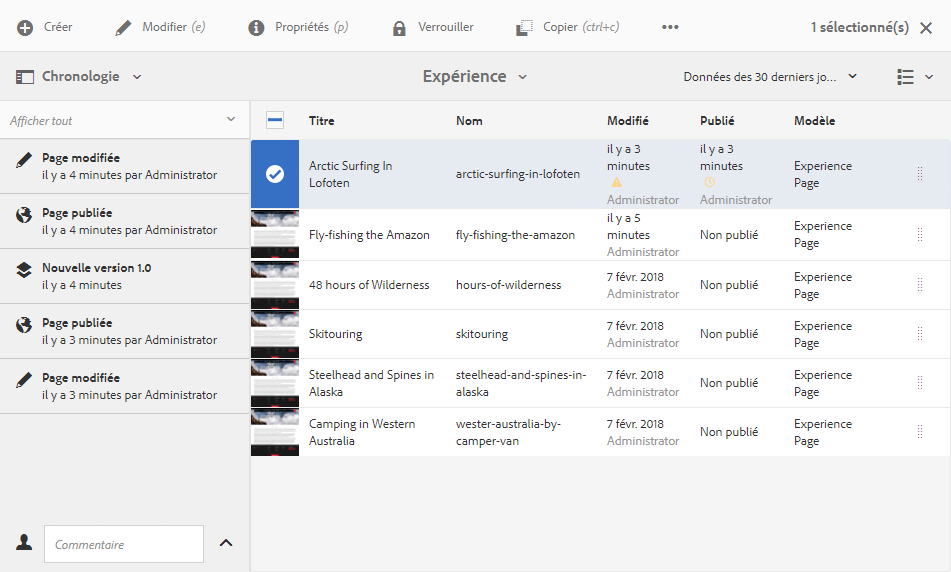 Créer
Modifier (e)
Propriétés (p)
Verrouiller
Copier (ctrl+c)
1 sélectionné(s)
Chronologie
Expérience
Données des 30 derniers jo...
Afficher tout
Page modifiée
il y a 4 minutes par Administrator
Page publiée
il y a 4 minutes par Administrator
Nouvelle version 1.0
il y a 4 minutes
Page publiée
il y a 3 minutes par Administrator
Page modifiée
il y a 3 minutes par Administrator
Commentaire
Titre Nom Modifié Publié Modèle
Arctic Surfing In
Lofoten
arctic-surfing-in-lofoten
il y a 3
minutes
Administrator
il y a 3
minutes
Administrator
Experience
Page
Fly-fishing the Amazon
fly-fishing-the-amazon
il y a 5
minutes
Administrator
Non publié
Experience
Page
48 hours of Wilderness
hours-of-wilderness
7 févr. 2018
Administrator
Non publié
Experience
Page
Skitouring
skitouring
7 févr. 2018
Administrator
Non publié
Experience
Page
Steelhead and Spines in
Alaska
steelhead-and-spines-in-
alaska
7 févr. 2018
Administrator
Non publié
Experience
Page
Camping in Western
Australia
wester-australia-by-
camper-van
7 févr. 2018
Administrator
Non publié
Experience
Page